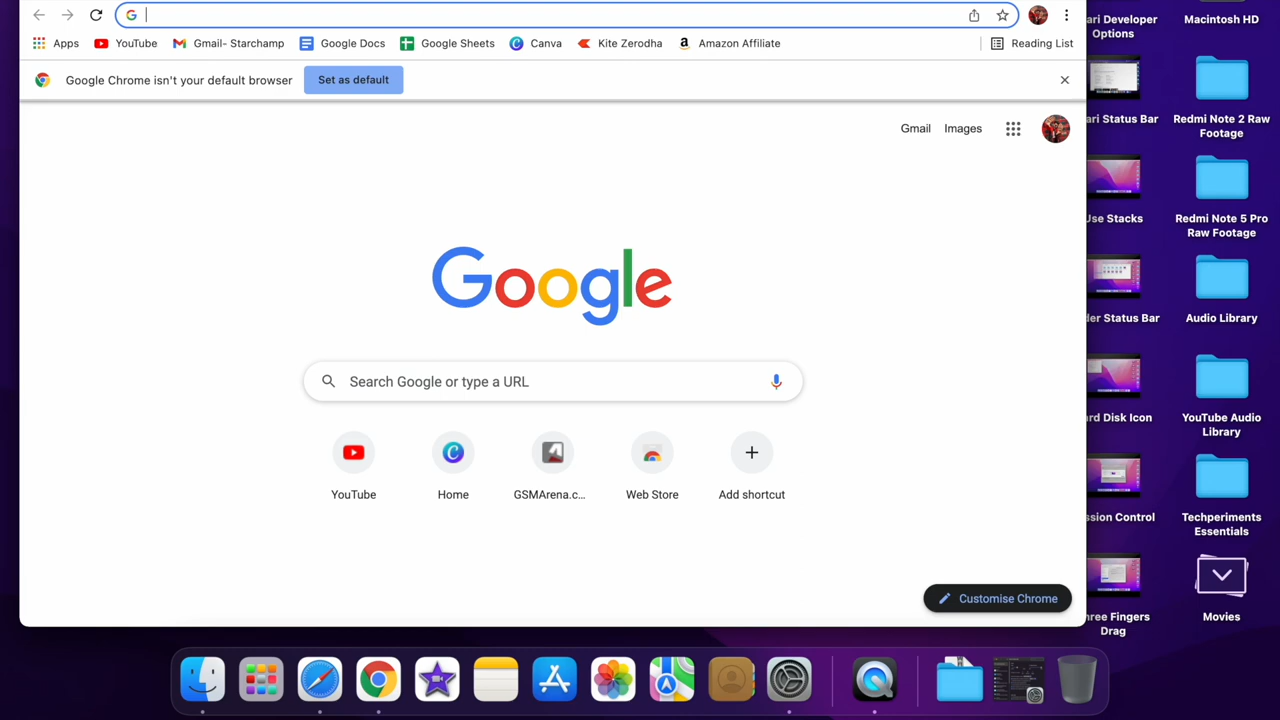 Apps YouTube Gmail- Starchamp Google Docs Google Sheets Canva Kite Zerodha Amazon Affiliate Reading List
Google Chrome isn't your default browser Set as default
Gmail Images
Google
Search Google or type a URL
YouTube Home GSMArena.c... Web Store Add shortcut
Customise Chrome
ari Developer
Options
Macintosh HD
ari Status Bar
Redmi Note 2 Raw
Footage
Use Stacks
Redmi Note 5 Pro
Raw Footage
der Status Bar
Audio Library
rd Disk Icon
YouTube Audio
Library
ssion Control
Techperiments
Essentials
hree Fingers
Drag
Movies